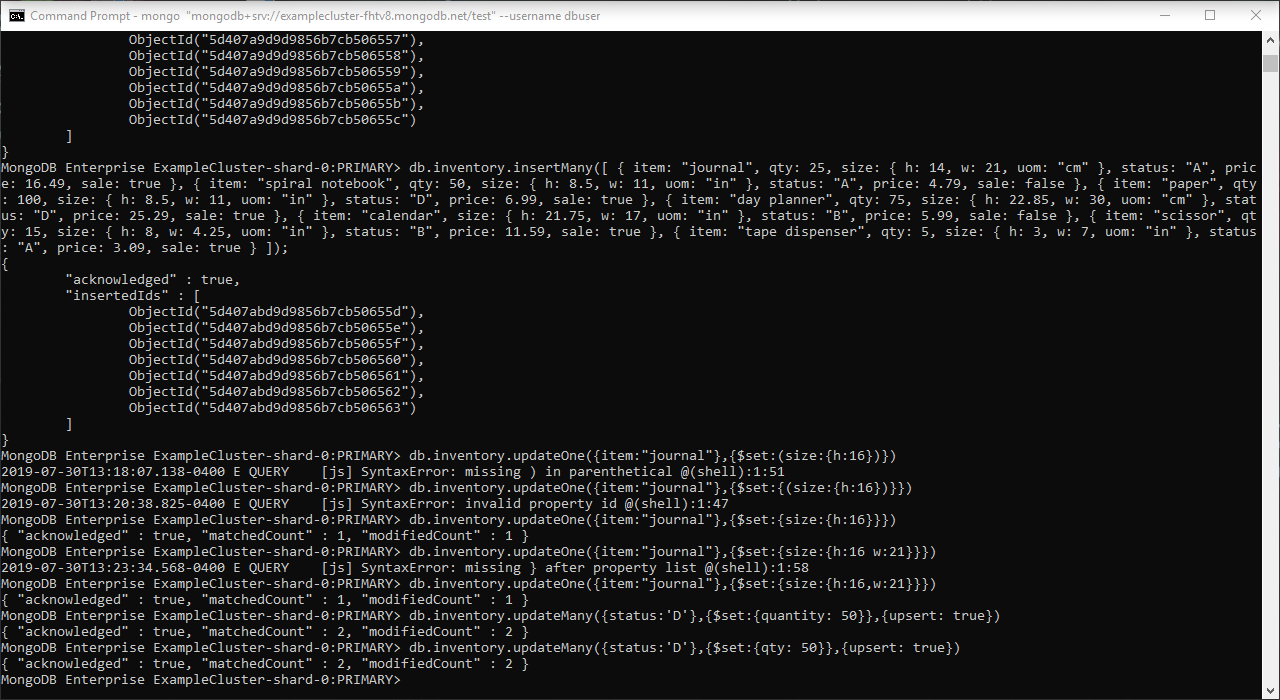 Command Prompt - mongo "mongodb+srv://examplecluster-fhtv8.mongodb.net/test" --username dbuser
ObjectId("5d407a9d9d9856b7cb506557"),
ObjectId("5d407a9d9d9856b7cb506558"),
ObjectId("5d407a9d9d9856b7cb506559"),
ObjectId("5d407a9d9d9856b7cb50655a"),
ObjectId("5d407a9d9d9856b7cb50655b"),
ObjectId("5d407a9d9d9856b7cb50655c")
]
}
MongoDB Enterprise ExampleCluster-shard-0:PRIMARY> db.inventory.insertMany([ { item: "journal", qty: 25, size: { h: 14, w: 21, uom: "cm" }, status: "A", pric
e: 16.49, sale: true }, { item: "spiral notebook", qty: 50, size: { h: 8.5, w: 11, uom: "in" }, status: "A", price: 4.79, sale: false }, { item: "paper", qty
: 100, size: { h: 8.5, w: 11, uom: "in" }, status: "D", price: 6.99, sale: true }, { item: "day planner", qty: 75, size: { h: 22.85, w: 30, uom: "cm" }, stat
us: "D", price: 25.29, sale: true }, { item: "calendar", size: { h: 21.75, w: 17, uom: "in" }, status: "B", price: 5.99, sale: false }, { item: "scissor", qt
y: 15, size: { h: 8, w: 4.25, uom: "in" }, status: "B", price: 11.59, sale: true }, { item: "tape dispenser", qty: 5, size: { h: 3, w: 7, uom: "in" }, status
: "A", price: 3.09, sale: true } ]);
{
"acknowledged" : true,
"insertedIds" : [
ObjectId("5d407abd9d9856b7cb50655d"),
ObjectId("5d407abd9d9856b7cb50655e"),
ObjectId("5d407abd9d9856b7cb50655f"),
ObjectId("5d407abd9d9856b7cb506560"),
ObjectId("5d407abd9d9856b7cb506561"),
ObjectId("5d407abd9d9856b7cb506562"),
ObjectId("5d407abd9d9856b7cb506563")
]
}
MongoDB Enterprise ExampleCluster-shard-0:PRIMARY> db.inventory.updateOne({item:"journal"},{$set:(size:{h:16})})
2019-07-30T13:18:07.138-0400 E QUERY    [js] SyntaxError: missing ) in parenthetical @(shell):1:51
MongoDB Enterprise ExampleCluster-shard-0:PRIMARY> db.inventory.updateOne({item:"journal"},{$set:{(size:{h:16})}})
2019-07-30T13:20:38.825-0400 E QUERY    [js] SyntaxError: invalid property id @(shell):1:47
MongoDB Enterprise ExampleCluster-shard-0:PRIMARY> db.inventory.updateOne({item:"journal"},{$set:{size:{h:16}}})
{ "acknowledged" : true, "matchedCount" : 1, "modifiedCount" : 1 }
MongoDB Enterprise ExampleCluster-shard-0:PRIMARY> db.inventory.updateOne({item:"journal"},{$set:{size:{h:16 w:21}}})
2019-07-30T13:23:34.568-0400 E QUERY    [js] SyntaxError: missing } after property list @(shell):1:58
MongoDB Enterprise ExampleCluster-shard-0:PRIMARY> db.inventory.updateOne({item:"journal"},{$set:{size:{h:16,w:21}}})
{ "acknowledged" : true, "matchedCount" : 1, "modifiedCount" : 1 }
MongoDB Enterprise ExampleCluster-shard-0:PRIMARY> db.inventory.updateMany({status:'D'},{$set:{quantity: 50}},{upsert: true})
{ "acknowledged" : true, "matchedCount" : 2, "modifiedCount" : 2 }
MongoDB Enterprise ExampleCluster-shard-0:PRIMARY> db.inventory.updateMany({status:'D'},{$set:{qty: 50}},{upsert: true})
{ "acknowledged" : true, "matchedCount" : 2, "modifiedCount" : 2 }
MongoDB Enterprise ExampleCluster-shard-0:PRIMARY>